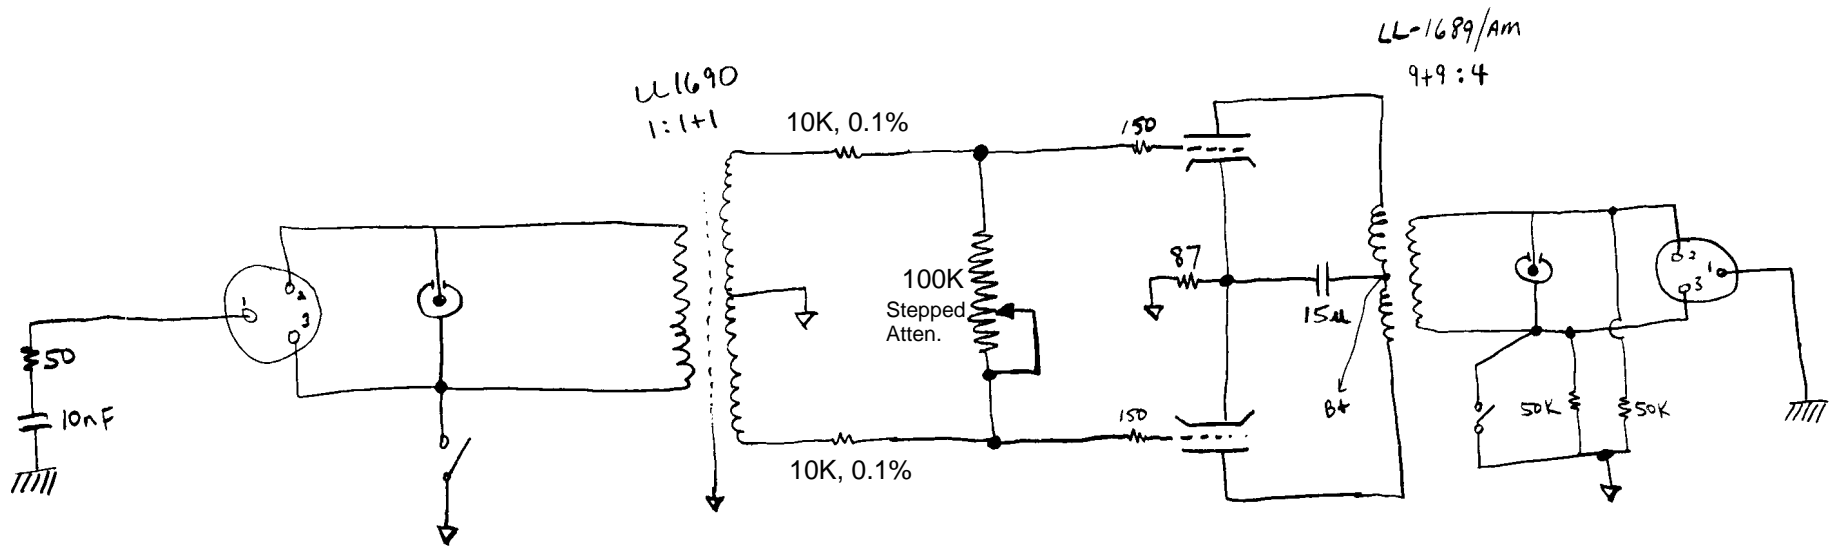 LL-1689/AM
9+9:4
LL1690
1:1+1
10K, 0.1%
150
2
3
1
50
10nF
100K
Stepped
Atten.
87
15u
B+
2
1
3
50K
50K
150
10K, 0.1%